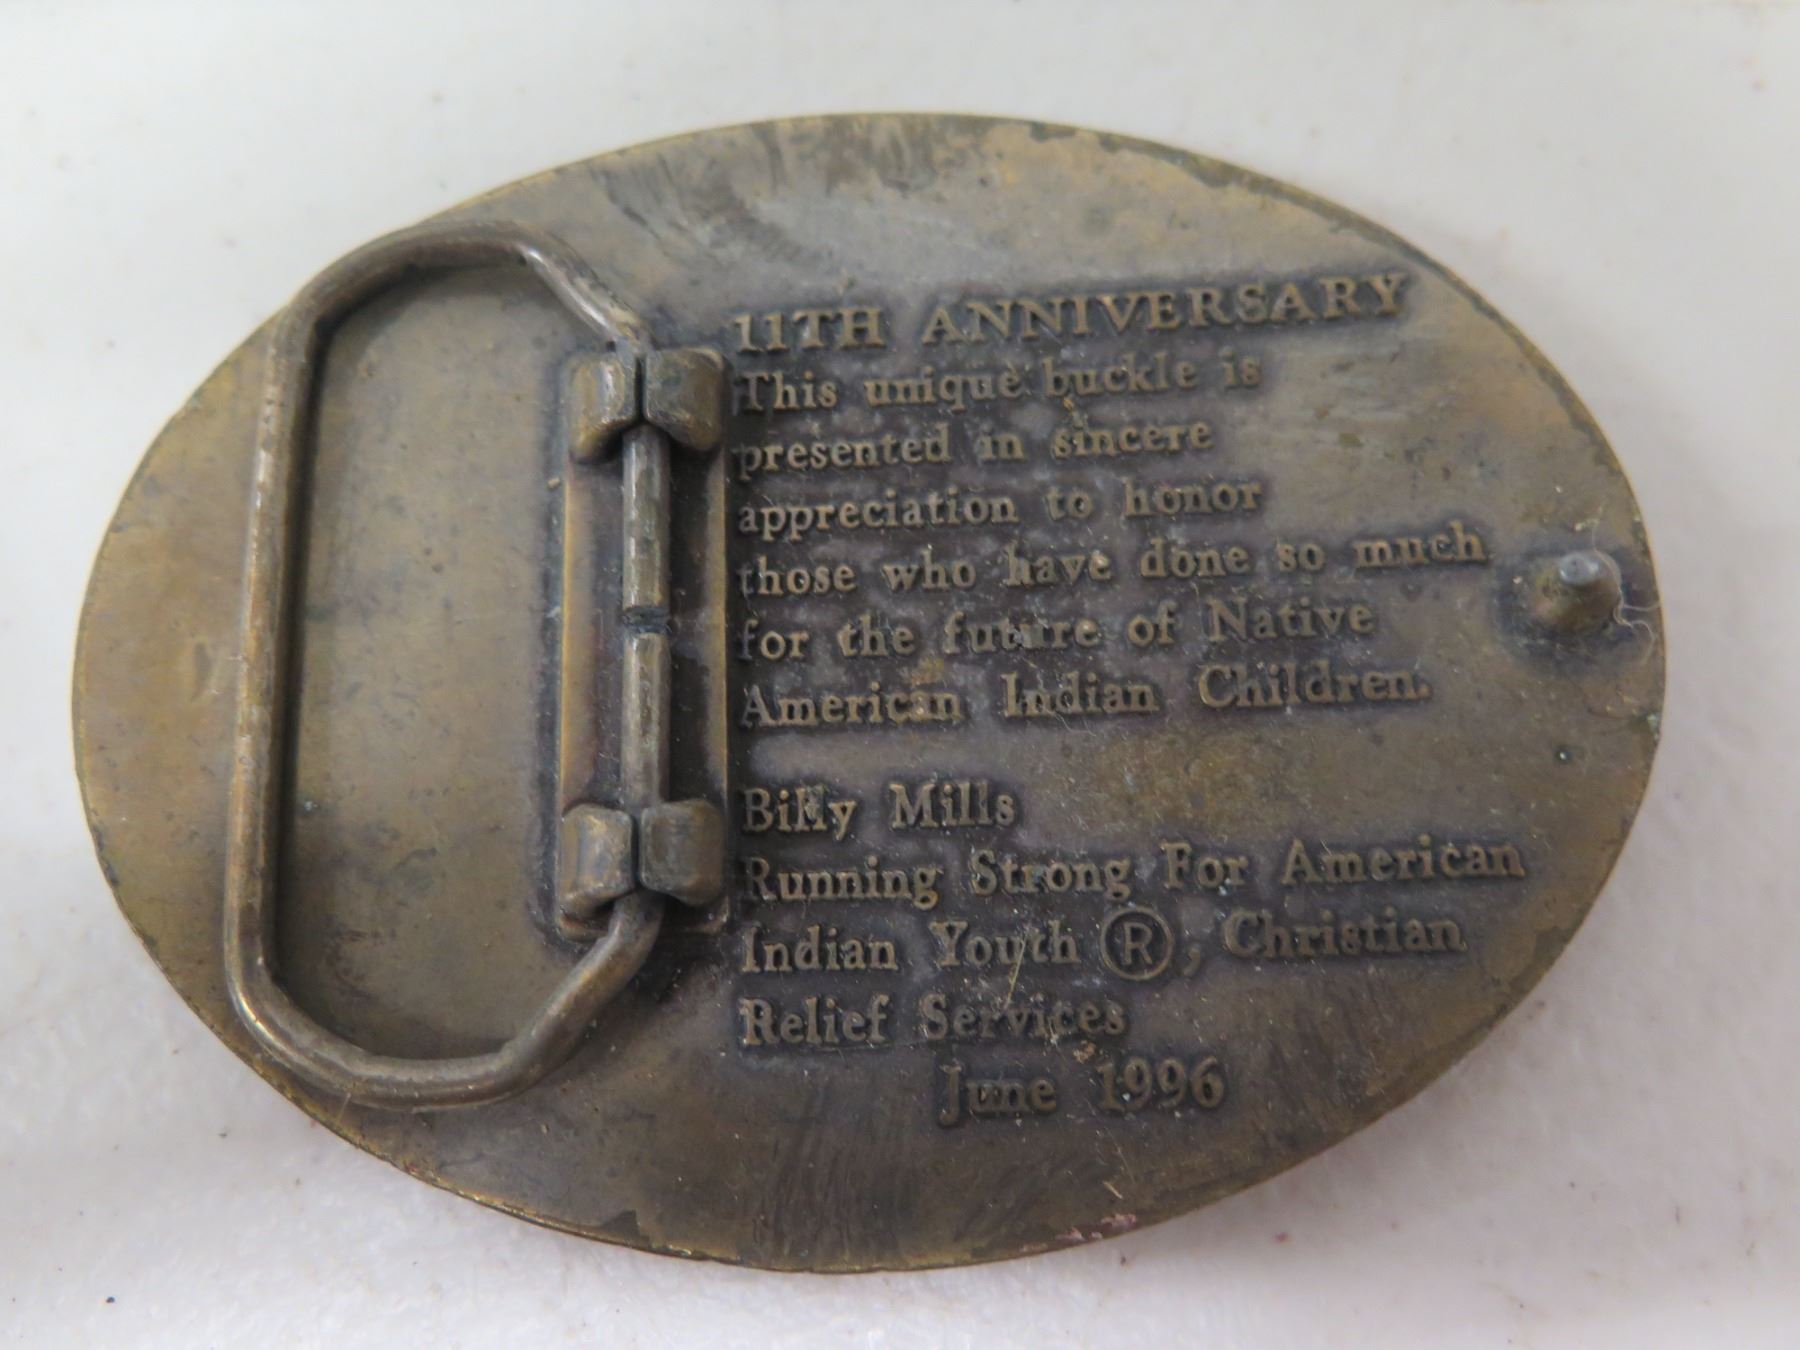 11TH ANNIVERSARY
This unique buckle is
presented in sincere
appreciation to honor
those who have done so much
for the future of Native
American Indian Children.
Billy Mills
Running Strong For American
Indian Youth ®, Christian
Relief Services
June 1996